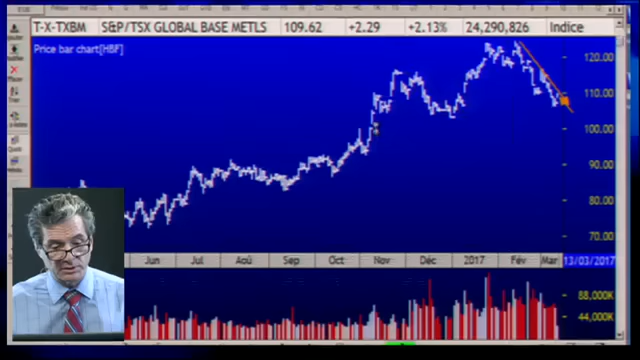 T-X-TXBM S&P/TSX GLOBAL BASE METLS 109.62 +2.29 +2.13% 24,290,826 Indice
Price bar chart[HBF]
120.00
110.00
100.00
90.00
80.00
70.00
Jun Jul Aoû Sep Oct Nov Déc 2017 Fév Mar 13/03/2017
88,000K
44,000K